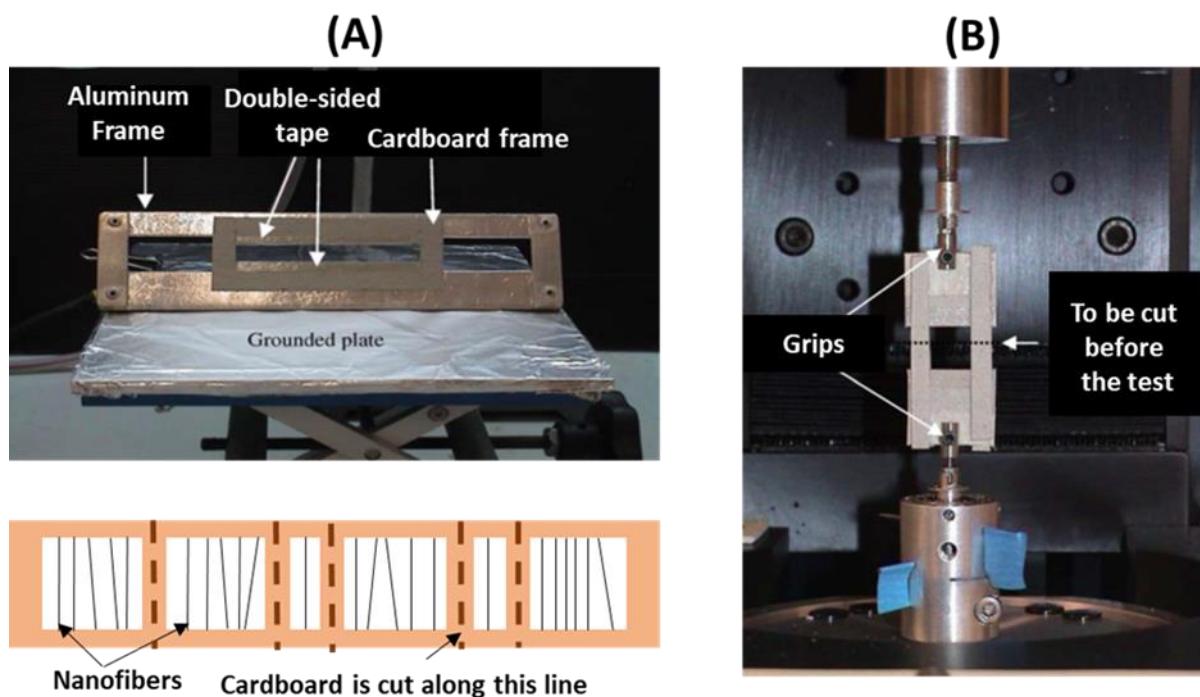 (A)
Aluminum
Frame
Double-sided
tape
Cardboard frame
Grounded plate
Nanofibers
Cardboard is cut along this line
(B)
Grips
To be cut
before
the test